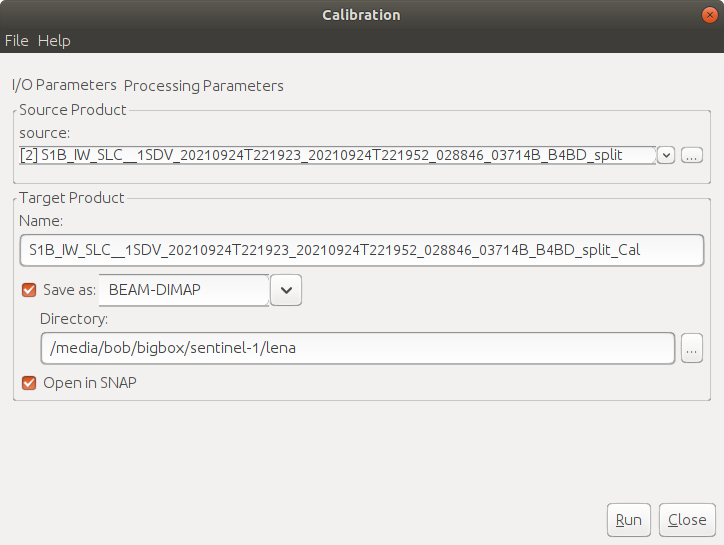 Calibration
File Help
I/O Parameters Processing Parameters
Source Product
source:
[2] S1B_IW_SLC__1SDV_20210924T221923_20210924T221952_028846_03714B_B4BD_split
...
Target Product
Name:
S1B_IW_SLC__1SDV_20210924T221923_20210924T221952_028846_03714B_B4BD_split_Cal
Save as: BEAM-DIMAP
Directory:
/media/bob/bigbox/sentinel-1/lena
...
Open in SNAP
Run Close